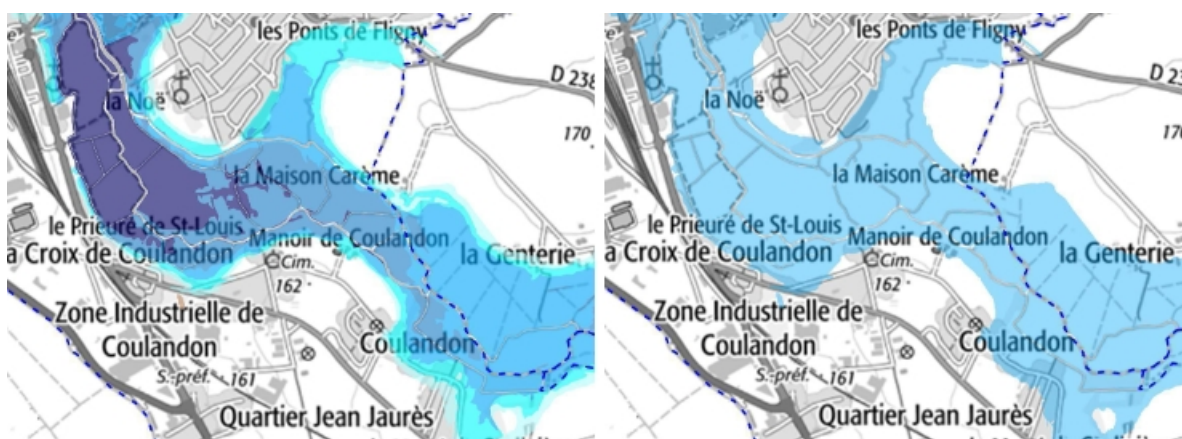 les Ponts de Fligny
D 238
la Noë
170
la Maison Carème
le Prieuré de St-Louis
la Croix de Coulandon
Manoir de Coulandon
la Genterie
Cim.
162
Zone Industrielle de
Coulandon
Coulandon
S.-préf. 161
Quartier Jean Jaurès
les Ponts de Fligny
D 23
la Noë
170
la Maison Carème
le Prieuré de St-Louis
a Croix de Coulandon
Manoir de Coulandon
la Genterie
Cim.
162
Zone Industrielle de
Coulandon
Coulandon
S.-préf. 161
Quartier Jean Jaurès